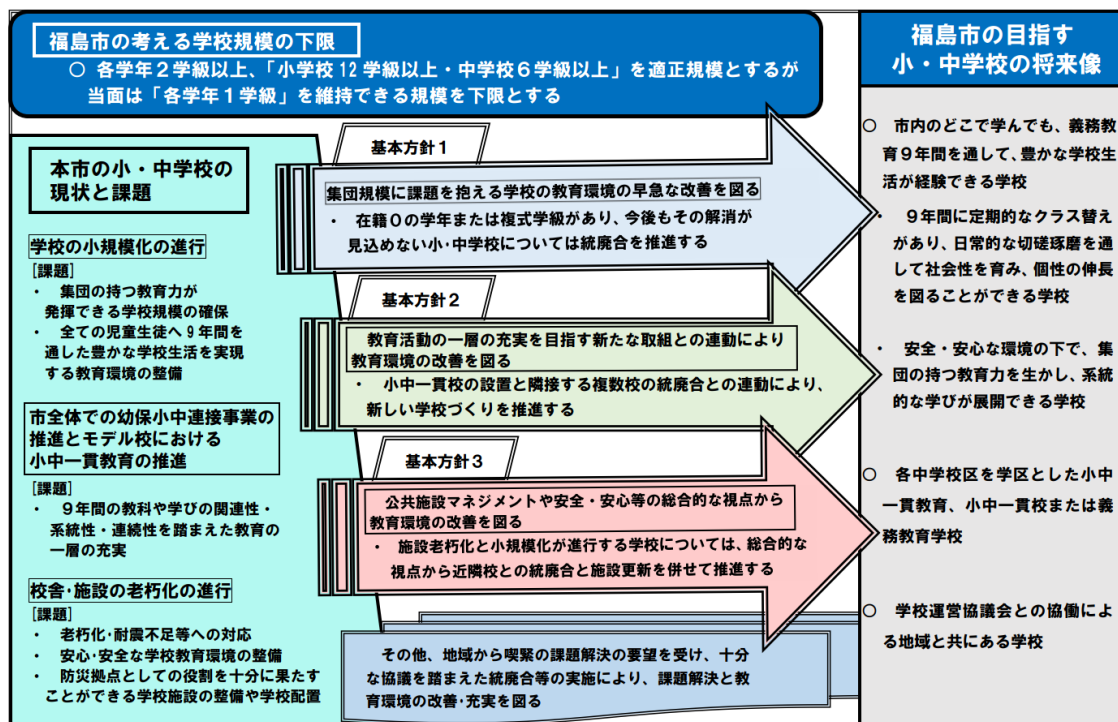 福島市の考える学校規模の下限
○ 各学年２学級以上、「小学校12学級以上・中学校６学級以上」を適正規模とするが
当面は「各学年１学級」を維持できる規模を下限とする
本市の小・中学校の
現状と課題
学校の小規模化の進行
[課題]
・ 集団の持つ教育力が
発揮できる学校規模の確保
・ 全ての児童生徒へ9年間を
通した豊かな学校生活を実現
する教育環境の整備
市全体での幼保小中連接事業の
推進とモデル校における
小中一貫教育の推進
[課題]
・ ９年間の教科や学びの関連性・
系統性・連続性を踏まえた教育の
一層の充実
校舎・施設の老朽化の進行
[課題]
・ 老朽化・耐震不足等への対応
・ 安心・安全な学校教育環境の整備
・ 防災拠点としての役割を十分に果たす
ことができる学校施設の整備や学校配置
基本方針１
集団規模に課題を抱える学校の教育環境の早急な改善を図る
・ 在籍０の学年または複式学級があり、今後もその解消が
見込めない小・中学校については統廃合を推進する
基本方針２
教育活動の一層の充実を目指す新たな取組との連動により
教育環境の改善を図る
・ 小中一貫校の設置と隣接する複数校の統廃合との連動により、
新しい学校づくりを推進する
基本方針３
公共施設マネジメントや安全・安心等の総合的な視点から
教育環境の改善を図る
・ 施設老朽化と小規模化が進行する学校については、総合的な
視点から近隣校との統廃合と施設更新を併せて推進する
その他、地域から喫緊の課題解決の要望を受け、十分
な協議を踏まえた統廃合等の実施により、課題解決と教
育環境の改善・充実を図る
福島市の目指す
小・中学校の将来像
○ 市内のどこで学んでも、義務教
育９年間を通して、豊かな学校生
活が経験できる学校
・ ９年間に定期的なクラス替え
があり、日常的な切磋琢磨を通
して社会性を育み、個性の伸長
を図ることができる学校
・ 安全・安心な環境の下で、集
団の持つ教育力を生かし、系統
的な学びが展開できる学校
○ 各中学校区を学区とした小中
一貫教育、小中一貫校または義
務教育学校
○ 学校運営協議会との協働によ
る地域と共にある学校